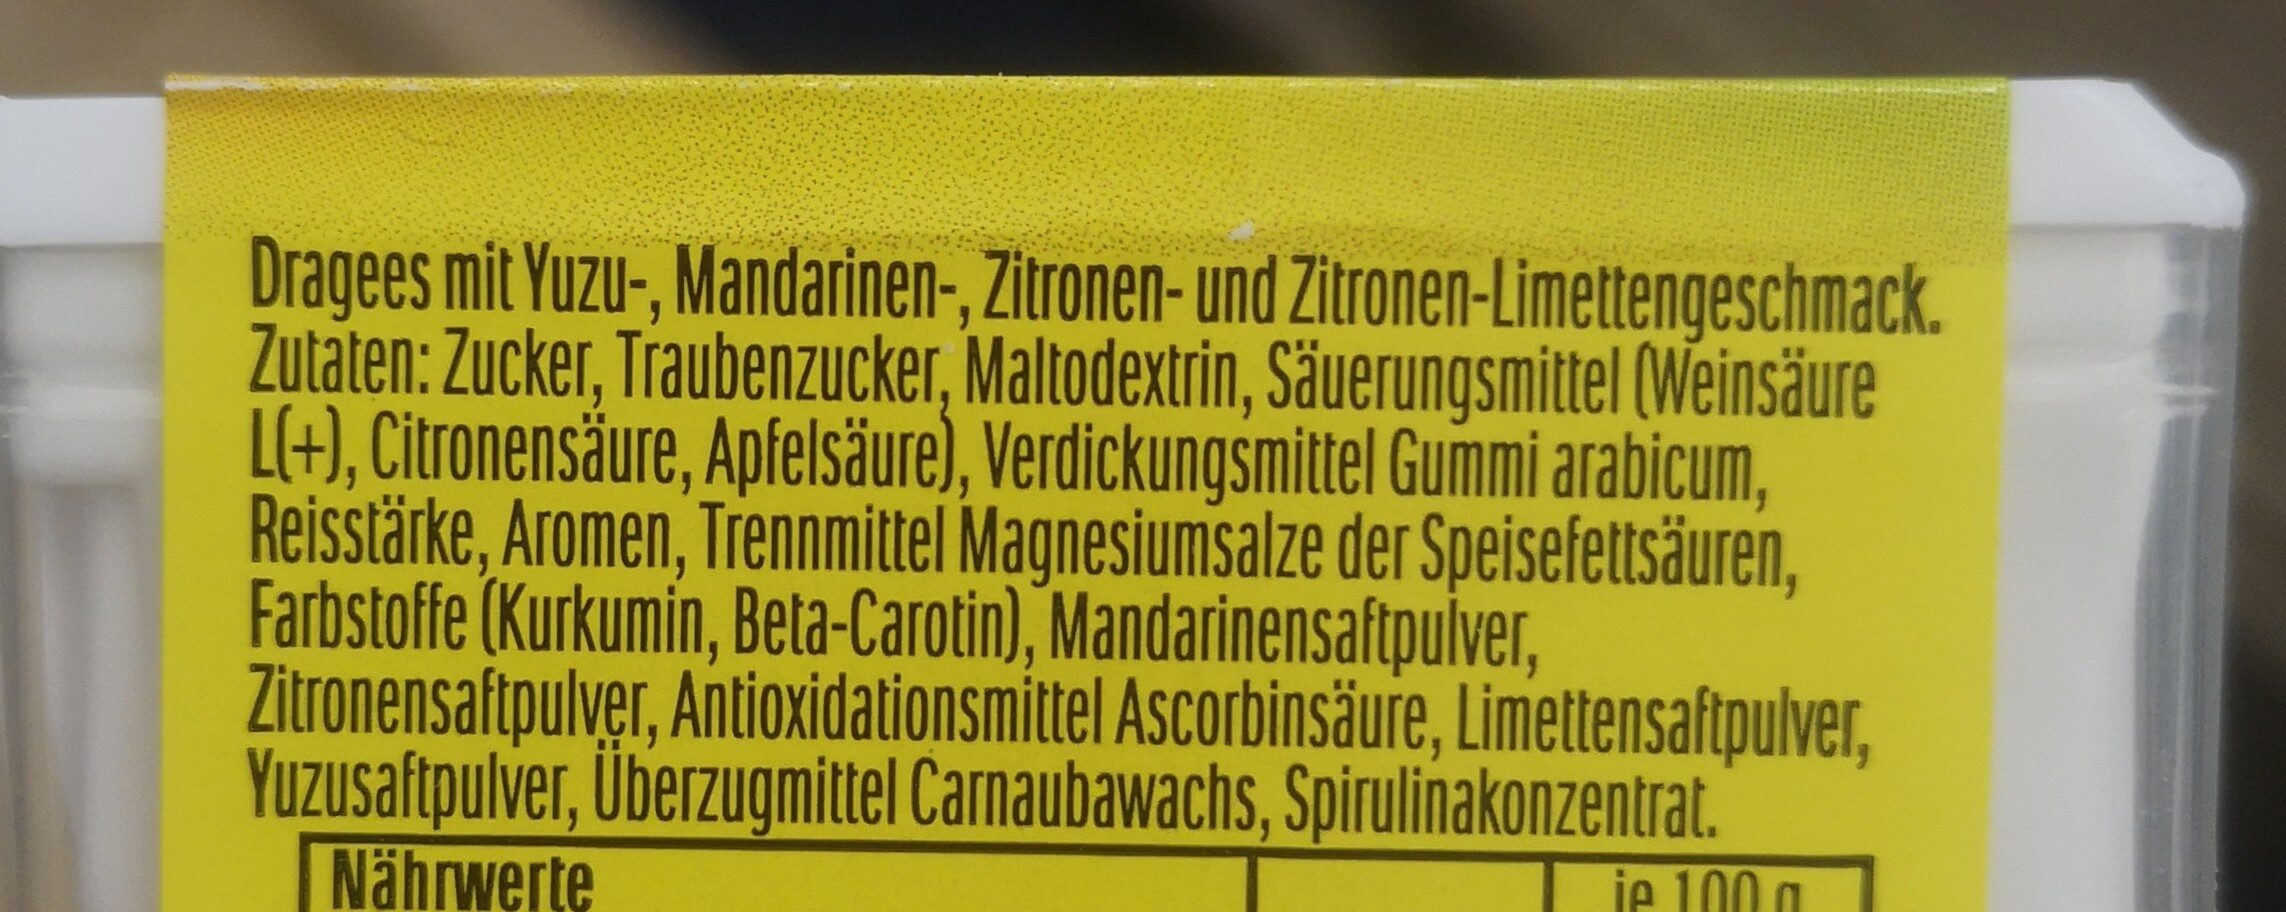 Dragees mit Yuzu-, Mandarinen-, Zitronen- und Zitronen-Limettengeschmack.
Zutaten: Zucker, Traubenzucker, Maltodextrin, Säuerungsmittel (Weinsäure
L(+), Citronensäure, Apfelsäure), Verdickungsmittel Gummi arabicum,
Reisstärke, Aromen, Trennmittel Magnesiumsalze der Speisefettsäuren,
Farbstoffe (Kurkumin, Beta-Carotin), Mandarinensaftpulver,
Zitronensaftpulver, Antioxidationsmittel Ascorbinsäure, Limettensaftpulver,
Yuzusaftpulver, Überzugmittel Carnaubawachs, Spirulinakonzentrat.
Nährwerte je 100 g